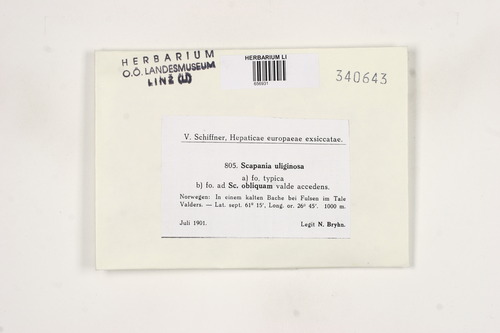 HERBARIUM
O.Ö. LANDESMUSEUM
LINZ
HERBARIUM LI
340643
V. Schiffner, Hepaticae europaeae exsiccatae.
805. Scapania uliginosa
a) fo. typica
b) fo. ad Sc. obliquam valde accedens.
Norwegen: In einem kalten Bache bei Fulsen im Tale
Valders. — Lat. sept. 61° 15', Long. or. 26° 45'. 1000 m.
Juli 1901. Legit N. Bryhn.